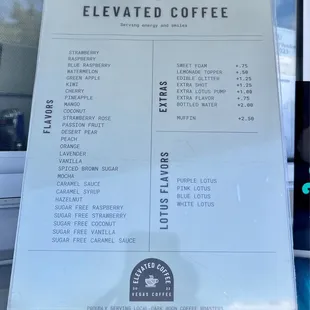 ELEVATED COFFEE
Serving energy and smiles
FLAVORS
STRAWBERRY
RASPBERRY
BLUE RASPBERRY
WATERMELON
GREEN APPLE
KIWI
CHERRY
PINEAPPLE
MANGO
COCONUT
STRAWBERRY ROSE
PASSION FRUIT
DESERT PEAR
PEACH
ORANGE
LAVENDER
VANILLA
SPICED BROWN SUGAR
MOCHA
CARAMEL SAUCE
CARAMEL SYRUP
HAZELNUT
SUGAR FREE RASPBERRY
SUGAR FREE STRAWBERRY
SUGAR FREE COCONUT
SUGAR FREE VANILLA
SUGAR FREE CARAMEL SAUCE
EXTRAS
SWEET FOAM +.75
LEMONADE TOPPER +.50
EDIBLE GLITTER +1.25
EXTRA SHOT +1.25
EXTRA LOTUS PUMP +1.00
EXTRA FLAVOR +.75
BOTTLED WATER +2.00
MUFFIN +2.50
LOTUS FLAVORS
PURPLE LOTUS
PINK LOTUS
BLUE LOTUS
WHITE LOTUS
ELEVATED COFFEE
VEGAS COFFEE
PROUDLY SERVING LOCAL
COFFEE ROASTERS